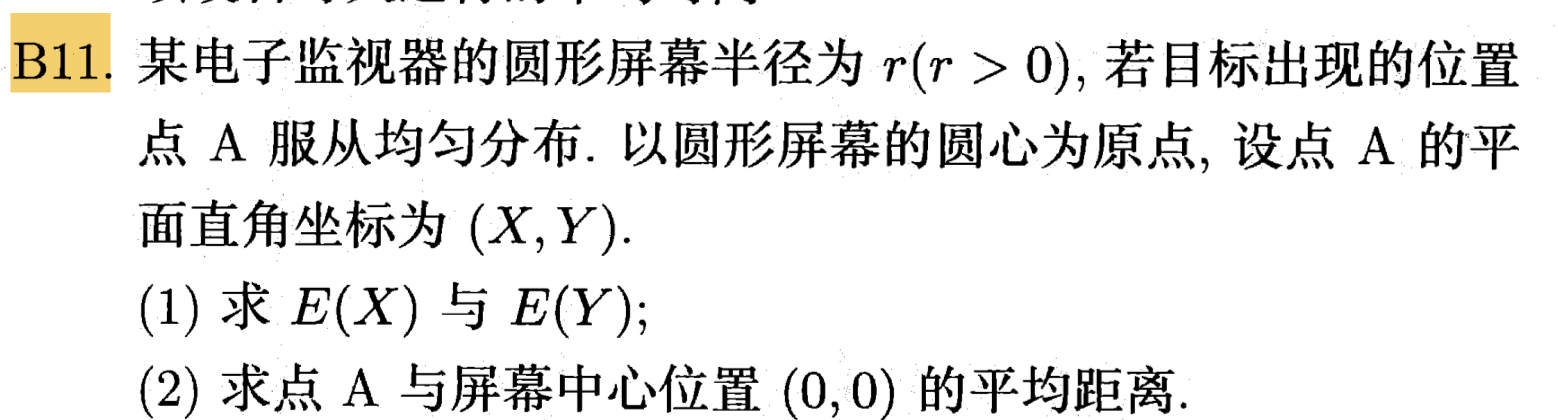 B11. 某电子监视器的圆形屏幕半径为 r(r > 0), 若目标出现的位置
点 A 服从均匀分布. 以圆形屏幕的圆心为原点, 设点 A 的平
面直角坐标为 (X, Y).
(1) 求 E(X) 与 E(Y);
(2) 求点 A 与屏幕中心位置 (0, 0) 的平均距离.